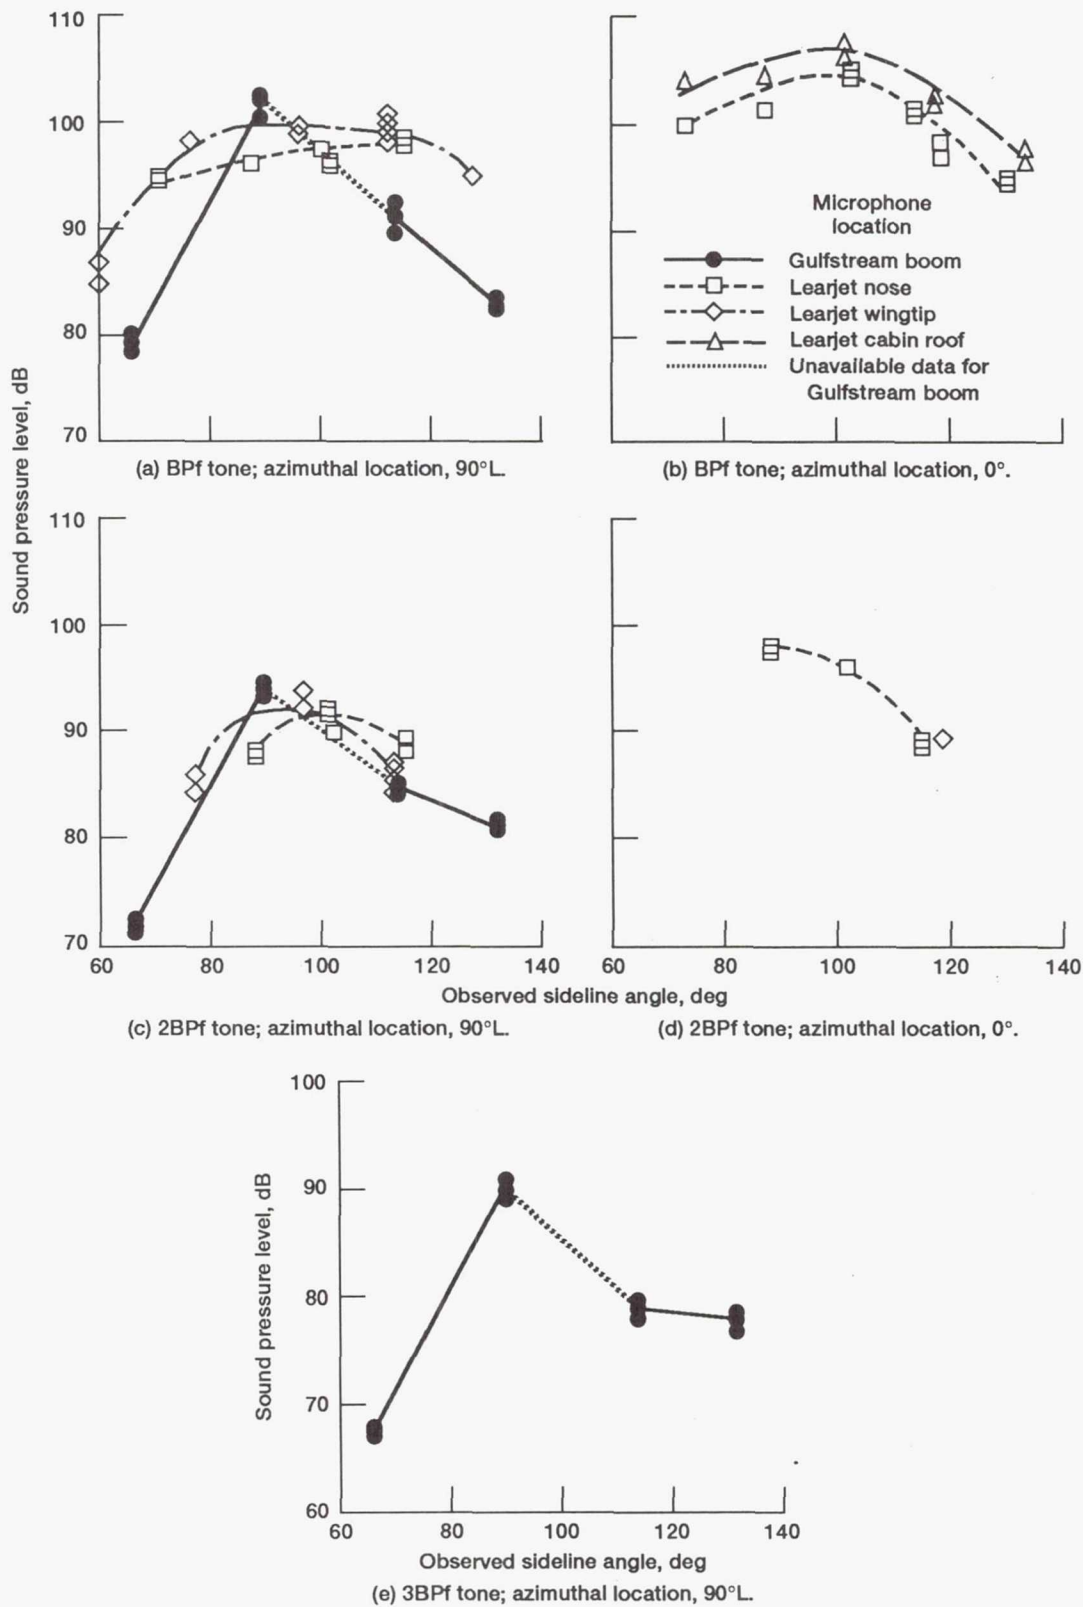 110
100
90
80
70
Sound pressure level, dB
(a) BPf tone; azimuthal location, 90°L.
Microphone
location
Gulfstream boom
Learjet nose
Learjet wingtip
Learjet cabin roof
Unavailable data for
Gulfstream boom
(b) BPf tone; azimuthal location, 0°.
110
100
90
80
70
60 80 100 120 140
60 80 100 120 140
Observed sideline angle, deg
(c) 2BPf tone; azimuthal location, 90°L.
(d) 2BPf tone; azimuthal location, 0°.
100
90
80
70
60
Sound pressure level, dB
60 80 100 120 140
Observed sideline angle, deg
(e) 3BPf tone; azimuthal location, 90°L.